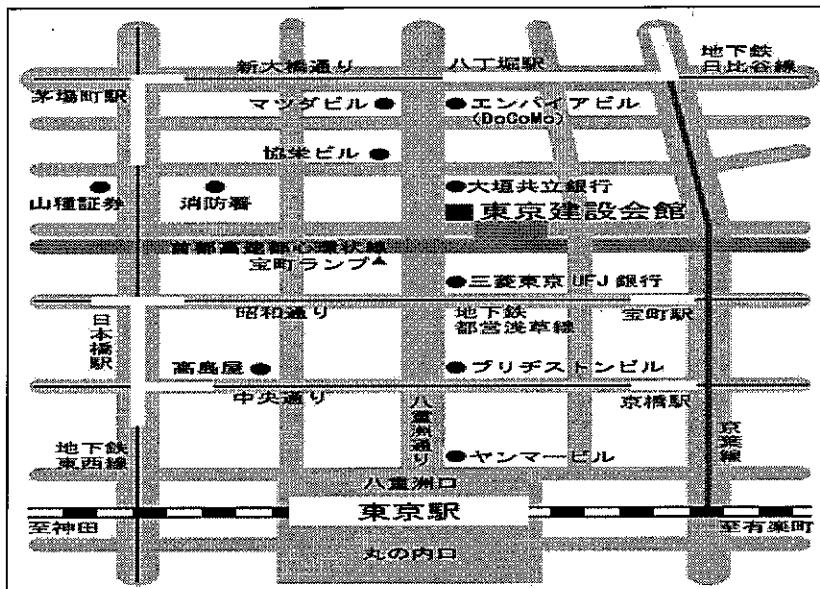 新大橋通り
八丁堀駅
地下鉄
日比谷線
茅場町駅
マツダビル
エンパイアビル
(DoCoMo)
協栄ビル
山種証券
消防署
大垣共立銀行
東京建設会館
首都高速都心環状線
宝町ランプ
三菱東京UFJ銀行
日本橋駅
昭和通り
地下鉄
都営浅草線
宝町駅
高島屋
ブリヂストンビル
中央通り
八重洲通り
京橋駅
京葉線
地下鉄
東西線
ヤンマービル
八重洲口
東京駅
至神田
至有楽町
丸の内口